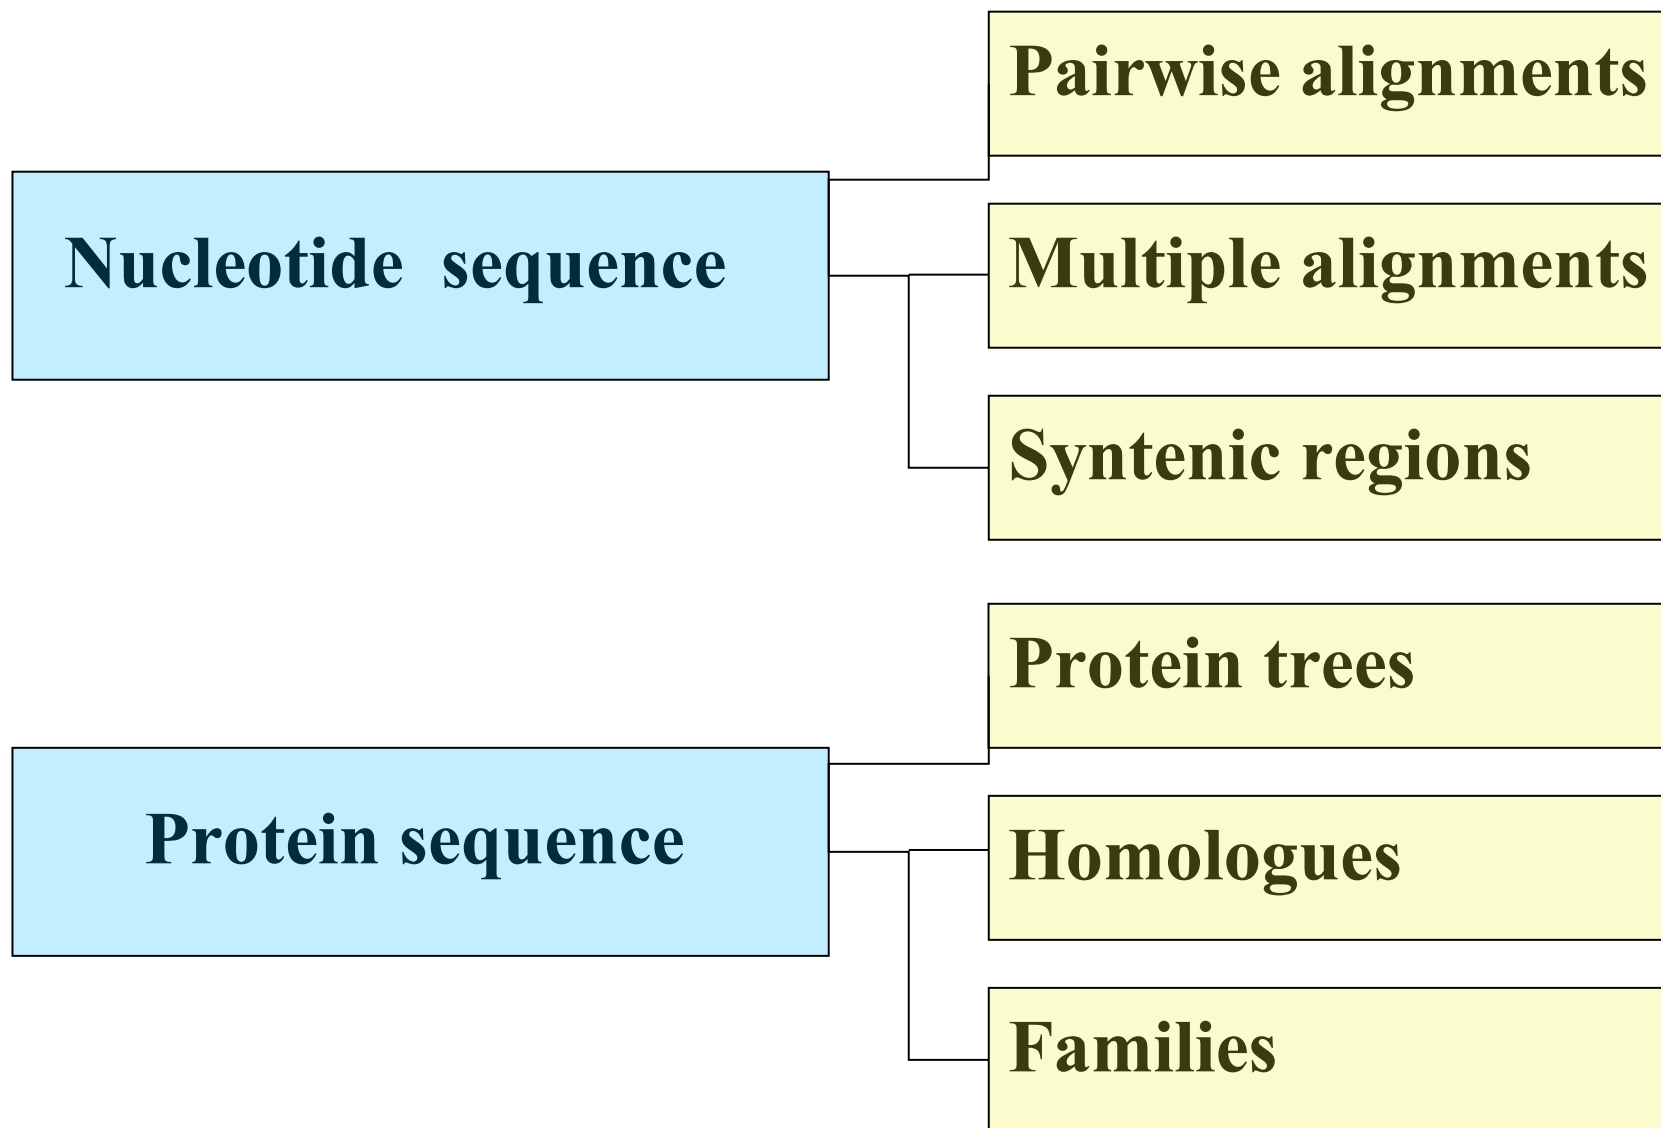 Pairwise alignments
Nucleotide sequence
Multiple alignments
Syntenic regions
Protein trees
Protein sequence
Homologues
Families